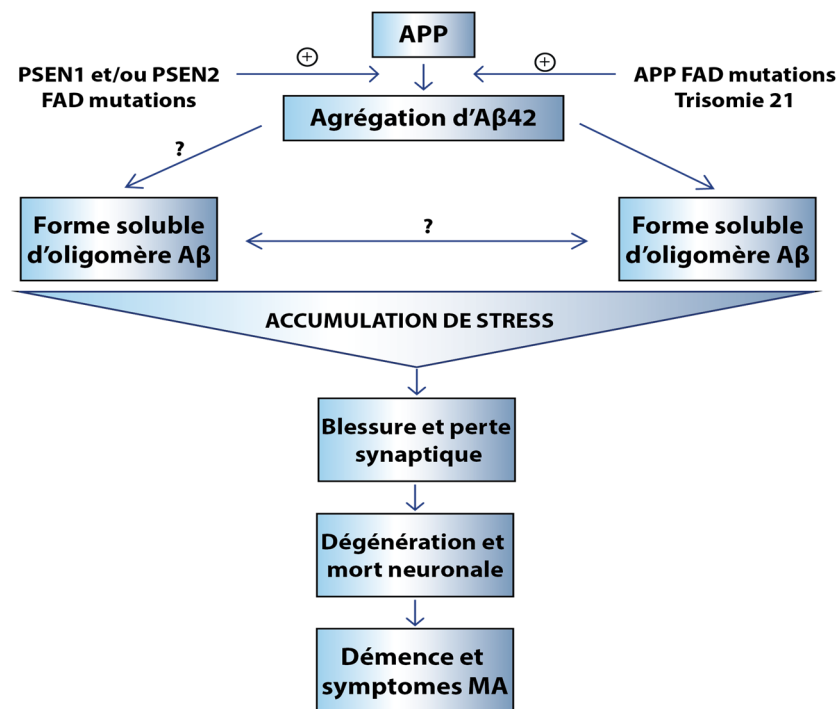 APP
+
+
PSEN1 et/ou PSEN2
FAD mutations
APP FAD mutations
Trisomie 21
Agrégation d'Aβ42
?
Forme soluble
d'oligomère Aβ
?
Forme soluble
d'oligomère Aβ
ACCUMULATION DE STRESS
Blessure et perte
synaptique
Dégénération et
mort neuronale
Démence et
symptomes MA